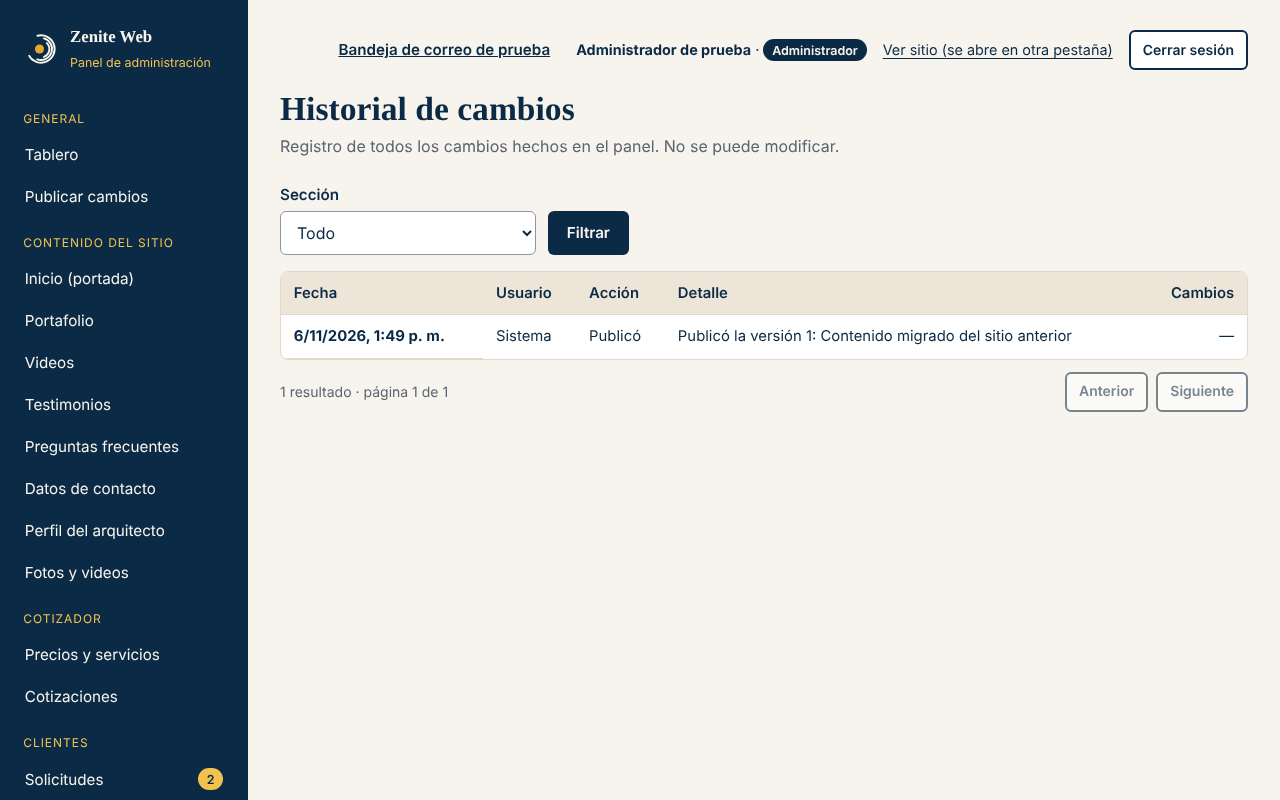 Zenite Web
Panel de administración
GENERAL
Tablero
Publicar cambios
CONTENIDO DEL SITIO
Inicio (portada)
Portafolio
Videos
Testimonios
Preguntas frecuentes
Datos de contacto
Perfil del arquitecto
Fotos y videos
COTIZADOR
Precios y servicios
Cotizaciones
CLIENTES
Solicitudes 2
Bandeja de correo de prueba Administrador de prueba · Administrador Ver sitio (se abre en otra pestaña) Cerrar sesión
Historial de cambios
Registro de todos los cambios hechos en el panel. No se puede modificar.
Sección
Todo Filtrar
Fecha Usuario Acción Detalle Cambios
6/11/2026, 1:49 p. m. Sistema Publicó Publicó la versión 1: Contenido migrado del sitio anterior —
1 resultado · página 1 de 1 Anterior Siguiente